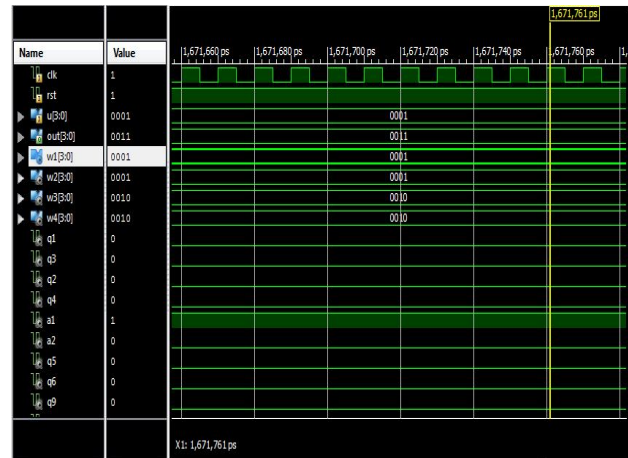 1,671,761 ps
Name Value 1,671,660 ps 1,671,680 ps 1,671,700 ps 1,671,720 ps 1,671,740 ps 1,671,760 ps 1,
clk 1
rst 1
u[3:0] 0001 0001
out[3:0] 0011 0011
w1[3:0] 0001 0001
w2[3:0] 0001 0001
w3[3:0] 0010 0010
w4[3:0] 0010 0010
q1 0
q3 0
q2 0
q4 0
a1 1
a2 0
q5 0
q6 0
q9 0
X1: 1,671,761 ps